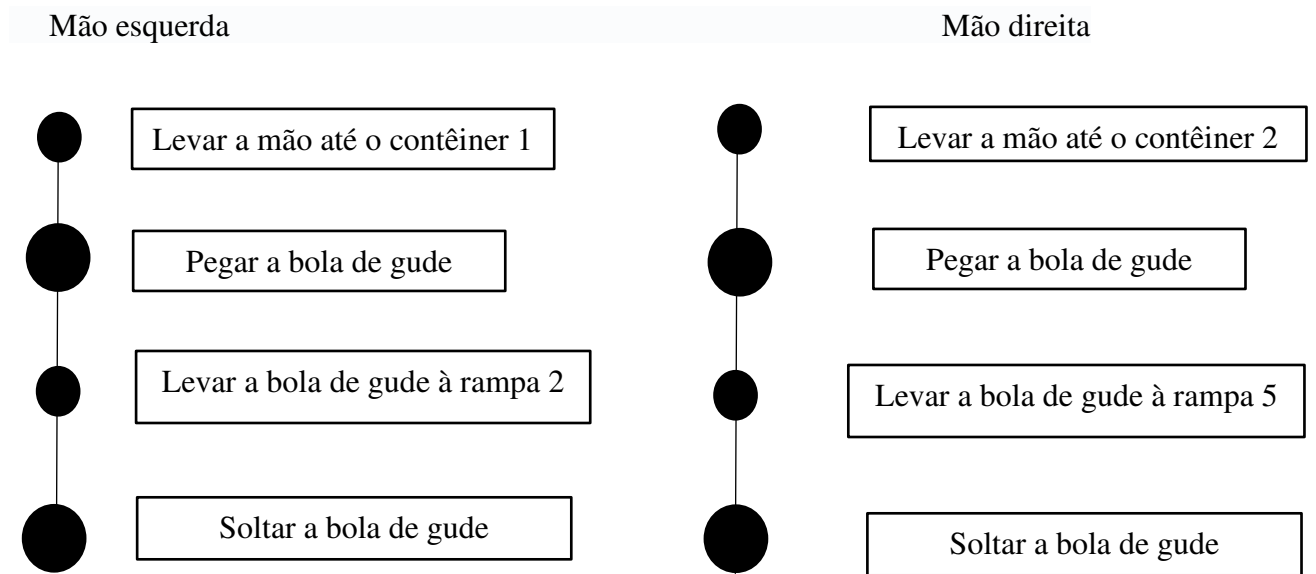 Mão esquerda
Mão direita
Levar a mão até o contêiner 1
Levar a mão até o contêiner 2
Pegar a bola de gude
Pegar a bola de gude
Levar a bola de gude à rampa 2
Levar a bola de gude à rampa 5
Soltar a bola de gude
Soltar a bola de gude